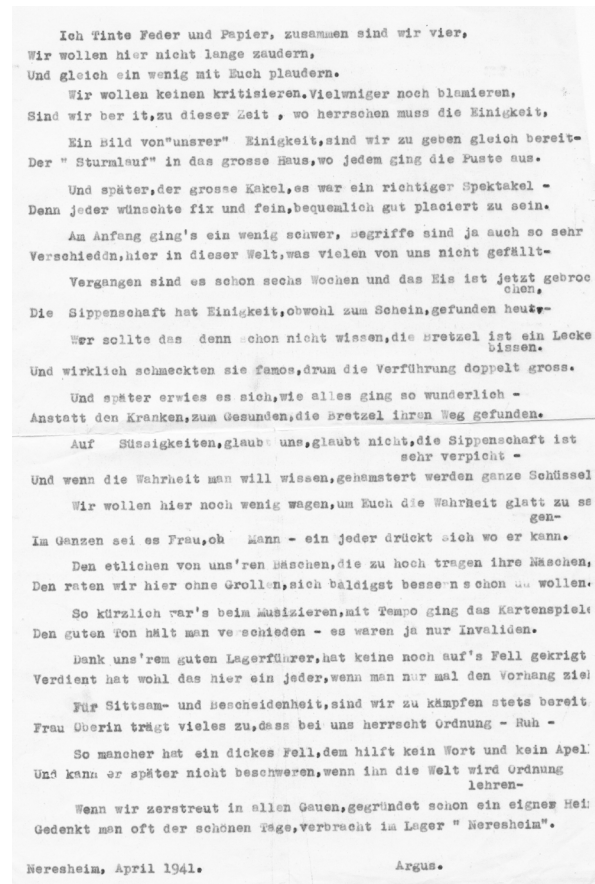 Ich Tinte Feder und Papier, zusammen sind wir vier,
Wir wollen hier nicht lange zaudern,
Und gleich ein wenig mit Euch plaudern.
Wir wollen keinen kritisieren.Vielwniger noch blamieren,
Sind wir ber it,zu dieser Zeit , wo herrschen muss die Einigkeit,
Ein Bild von"unsrer" Einigkeit,sind wir zu geben gleich bereit-
Der " Sturmlauf" in das grosse Haus,wo jedem ging die Puste aus.
Und später,der grosse Kakel,es war ein richtiger Spektakel -
Denn jeder wünschte fix und fein,bequemlich gut placiert zu sein.
Am Anfang ging's ein wenig schwer, Begriffe sind ja auch so sehr
Verschieddn,hier in dieser Welt,was vielen von uns nicht gefällt-
Vergangen sind es schon sechs Wochen und das Eis ist jetzt gebroc
chen,
Die Sippenschaft hat Einigkeit,obwohl zum Schein,gefunden heut,-
Wer sollte das denn schon nicht wissen,die Bretzel ist ein Lecke
bissen.
Und wirklich schmeckten sie famos,drum die Verführung doppelt gross.
Und später erwies es sich,wie alles ging so wunderlich -
Anstatt den Kranken,zum Gesunden,die Bretzel ihren Weg gefunden.
Auf Süssigkeiten,glaubt uns,glaubt nicht,die Sippenschaft ist
sehr verpicht -
Und wenn die Wahrheit man will wissen,gehamstert werden ganze Schüssel
Wir wollen hier noch wenig wagen,um Euch die Wahrheit glatt zu sa
gen-
Im Ganzen sei es Frau,ob Mann - ein jeder drückt sich wo er kann.
Den etlichen von uns'ren Bäschen,die zu hoch tragen ihre Näschen,
Den raten wir hier ohne Grollen,sich baldigst bessern schon zu wollen.
So kürzlich war's beim Musizieren,mit Tempo ging das Kartenspiele
Den guten Ton hält man verschieden - es waren ja nur Invaliden.
Dank uns'rem guten Lagerführer,hat keine noch auf's Fell gekrigt
Verdient hat wohl das hier ein jeder,wenn man nur mal den Vorhang zieh
Für Sittsam- und Bescheidenheit,sind wir zu kämpfen stets bereit
Frau Oberin trägt vieles zu,dass bei uns herrscht Ordnung - Ruh -
So mancher hat ein dickes Fell,dem hilft kein Wort und kein Apel
Und kann er später nicht beschweren,wenn ihn die Welt wird Ordnung
lehren-
Wenn wir zerstreut in allen Gauen,gegründet schon ein eignes Hei
Gedenkt man oft der schönen Tage,verbracht im Lager " Neresheim".
Neresheim, April 1941. Argus.